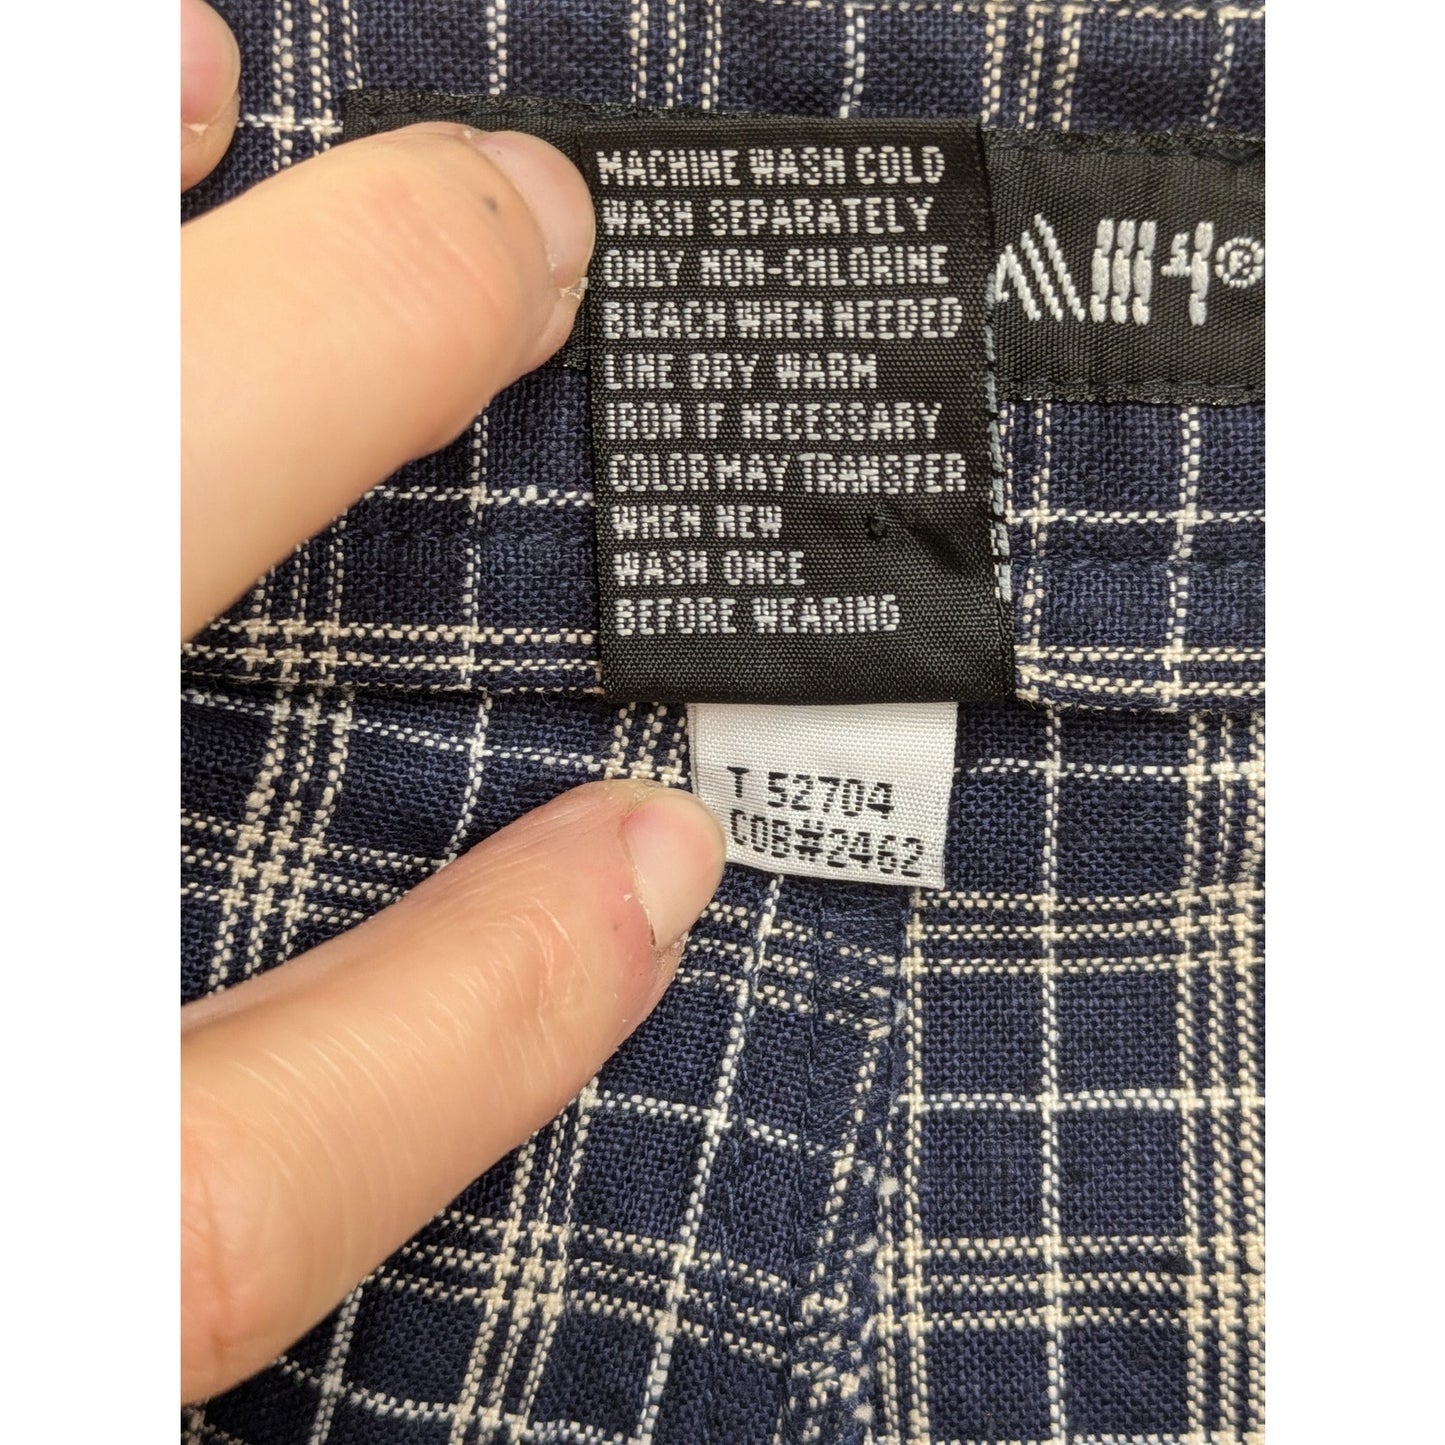 MACHINE WASH COLD
WASH SEPARATELY
ONLY NON-CHLORINE
BLEACH WHEN NEEDED
LINE DRY WARM
IRON IF NECESSARY
COLOR MAY TRANSFER
WHEN NEW
WASH ONCE
BEFORE WEARING
T 52704
COB#2462